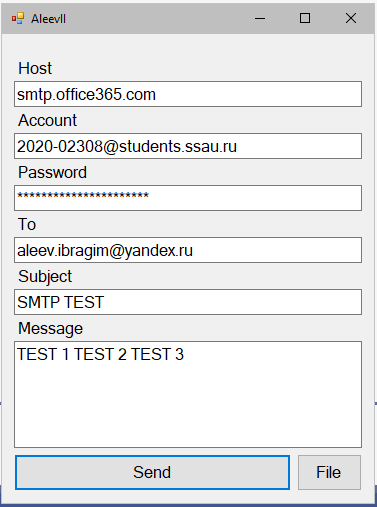 AleevII
Host
smtp.office365.com
Account
2020-02308@students.ssau.ru
Password
**********************
To
aleev.ibragim@yandex.ru
Subject
SMTP TEST
Message
TEST 1 TEST 2 TEST 3
Send File